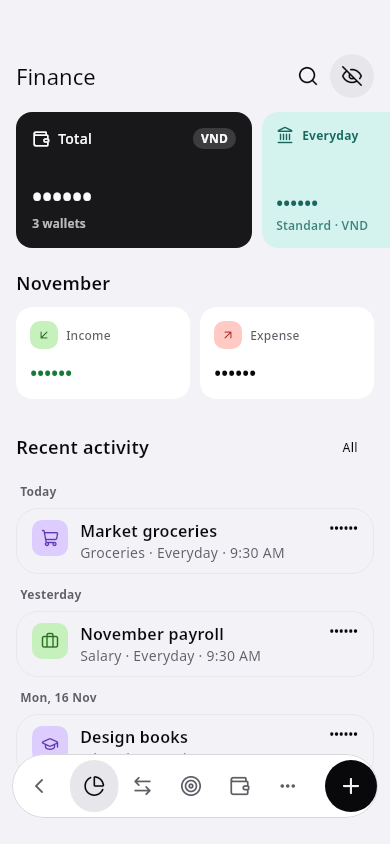 Finance
Total
VND
••••••
3 wallets
Everyday
••••••
Standard · VND
November
Income
••••••
Expense
••••••
Recent activity
All
Today
Market groceries
••••••
Groceries · Everyday · 9:30 AM
Yesterday
November payroll
••••••
Salary · Everyday · 9:30 AM
Mon, 16 Nov
Design books
••••••